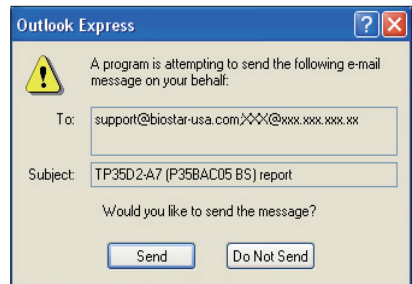 Outlook Express
A program is attempting to send the following e-mail
message on your behalf:
To: support@biostar-usa.com;XXX@xxx.xxx.xxx.xx
Subject: TP35D2-A7 (P35BAC05 BS) report
Would you like to send the message?
Send Do Not Send